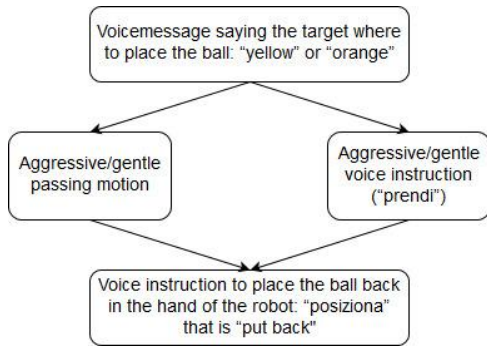 Voicemessage saying the target where
to place the ball: “yellow” or “orange”
Aggressive/gentle
passing motion
Aggressive/gentle
voice instruction
(“prendi”)
Voice instruction to place the ball back
in the hand of the robot: “posiziona”
that is “put back"